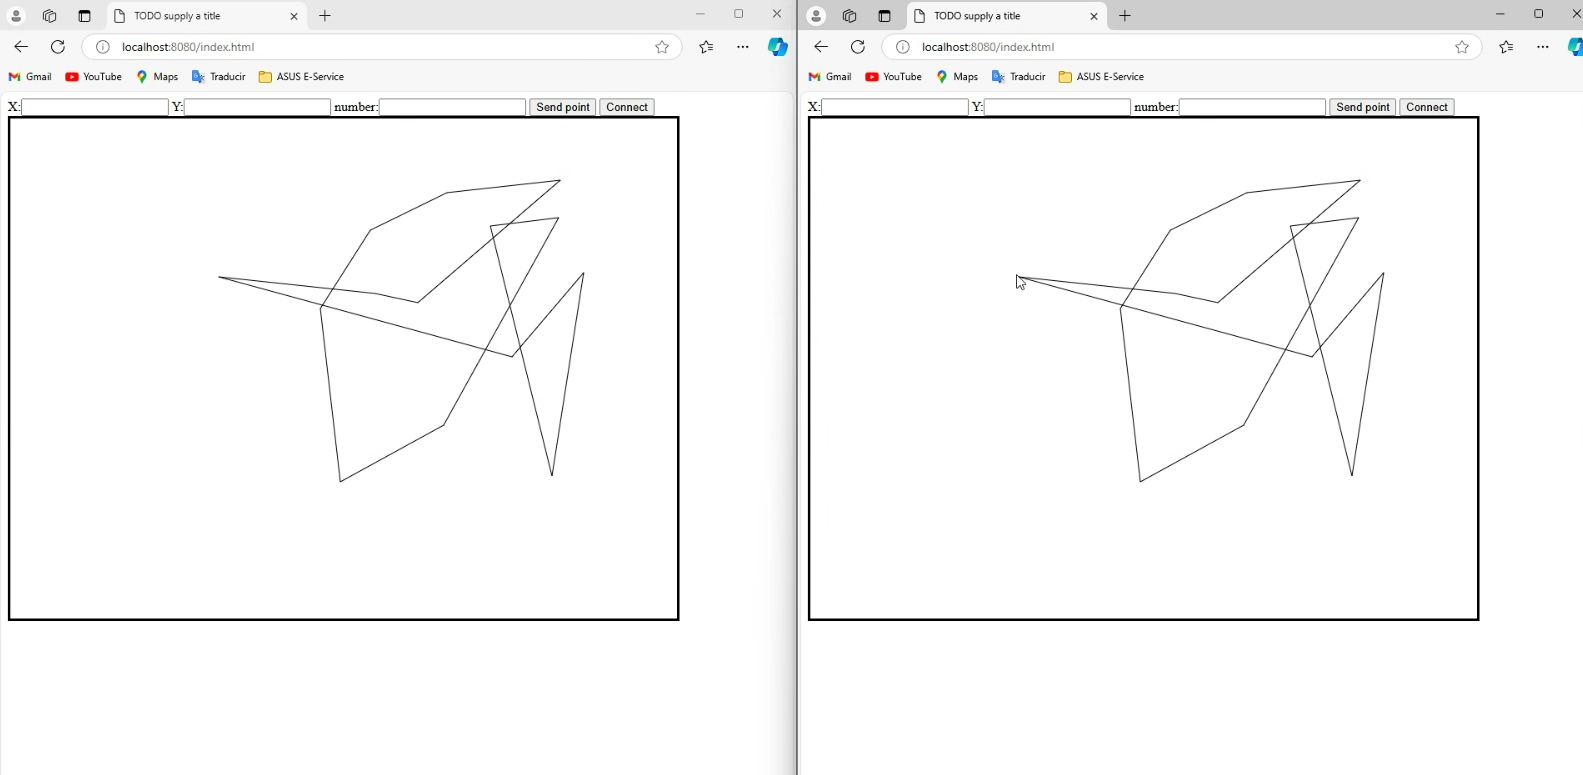 TODO supply a title
localhost:8080/index.html
Gmail YouTube Maps Traducir ASUS E-Service
X: Y: number: Send point Connect
TODO supply a title
localhost:8080/index.html
Gmail YouTube Maps Traducir ASUS E-Service
X: Y: number: Send point Connect